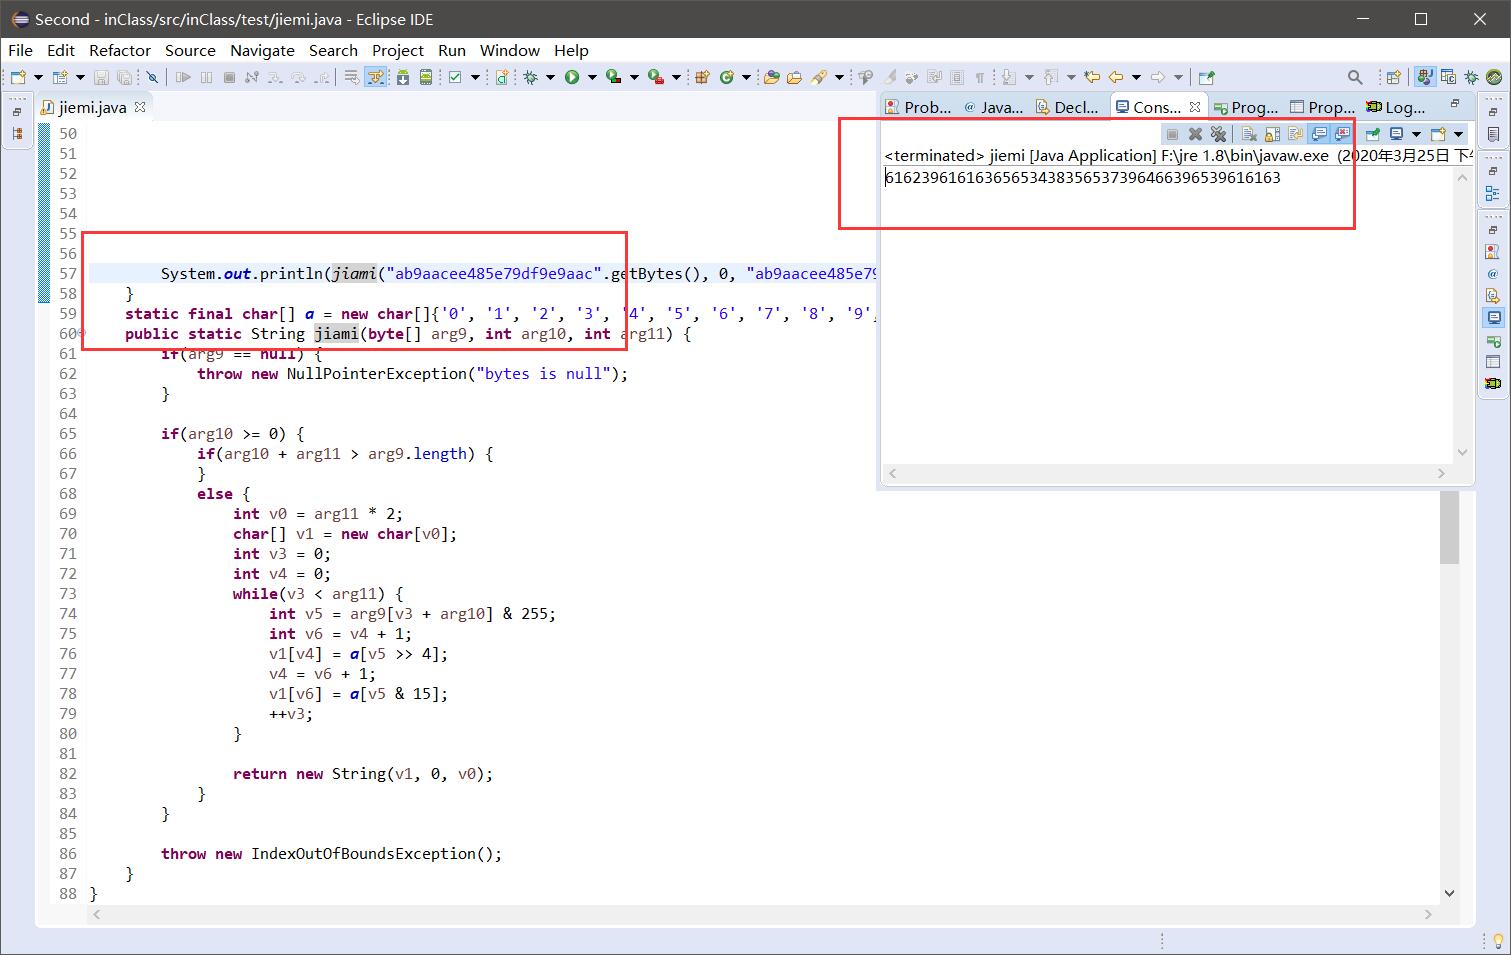 Second - inClass/src/inClass/test/jiemi.java - Eclipse IDE
File Edit Refactor Source Navigate Search Project Run Window Help
jiemi.java
Prob... Java... Decl... Cons... Prog... Prop... Log...
<terminated> jiemi [Java Application] F:\jre 1.8\bin\javaw.exe (2020年3月25日 下午
61623961616365653438356537396466396539616163
50
51
52
53
54
55
56
57 System.out.println(jiami("ab9aacee485e79df9e9aac".getBytes(), 0, "ab9aacee485e79
58 }
59 static final char[] a = new char[]{'0', '1', '2', '3', '4', '5', '6', '7', '8', '9',
60 public static String jiami(byte[] arg9, int arg10, int arg11) {
61 if(arg9 == null) {
62 throw new NullPointerException("bytes is null");
63 }
64
65 if(arg10 >= 0) {
66 if(arg10 + arg11 > arg9.length) {
67 }
68 else {
69 int v0 = arg11 * 2;
70 char[] v1 = new char[v0];
71 int v3 = 0;
72 int v4 = 0;
73 while(v3 < arg11) {
74 int v5 = arg9[v3 + arg10] & 255;
75 int v6 = v4 + 1;
76 v1[v4] = a[v5 >> 4];
77 v4 = v6 + 1;
78 v1[v6] = a[v5 & 15];
79 ++v3;
80 }
81
82 return new String(v1, 0, v0);
83 }
84 }
85
86 throw new IndexOutOfBoundsException();
87 }
88 }